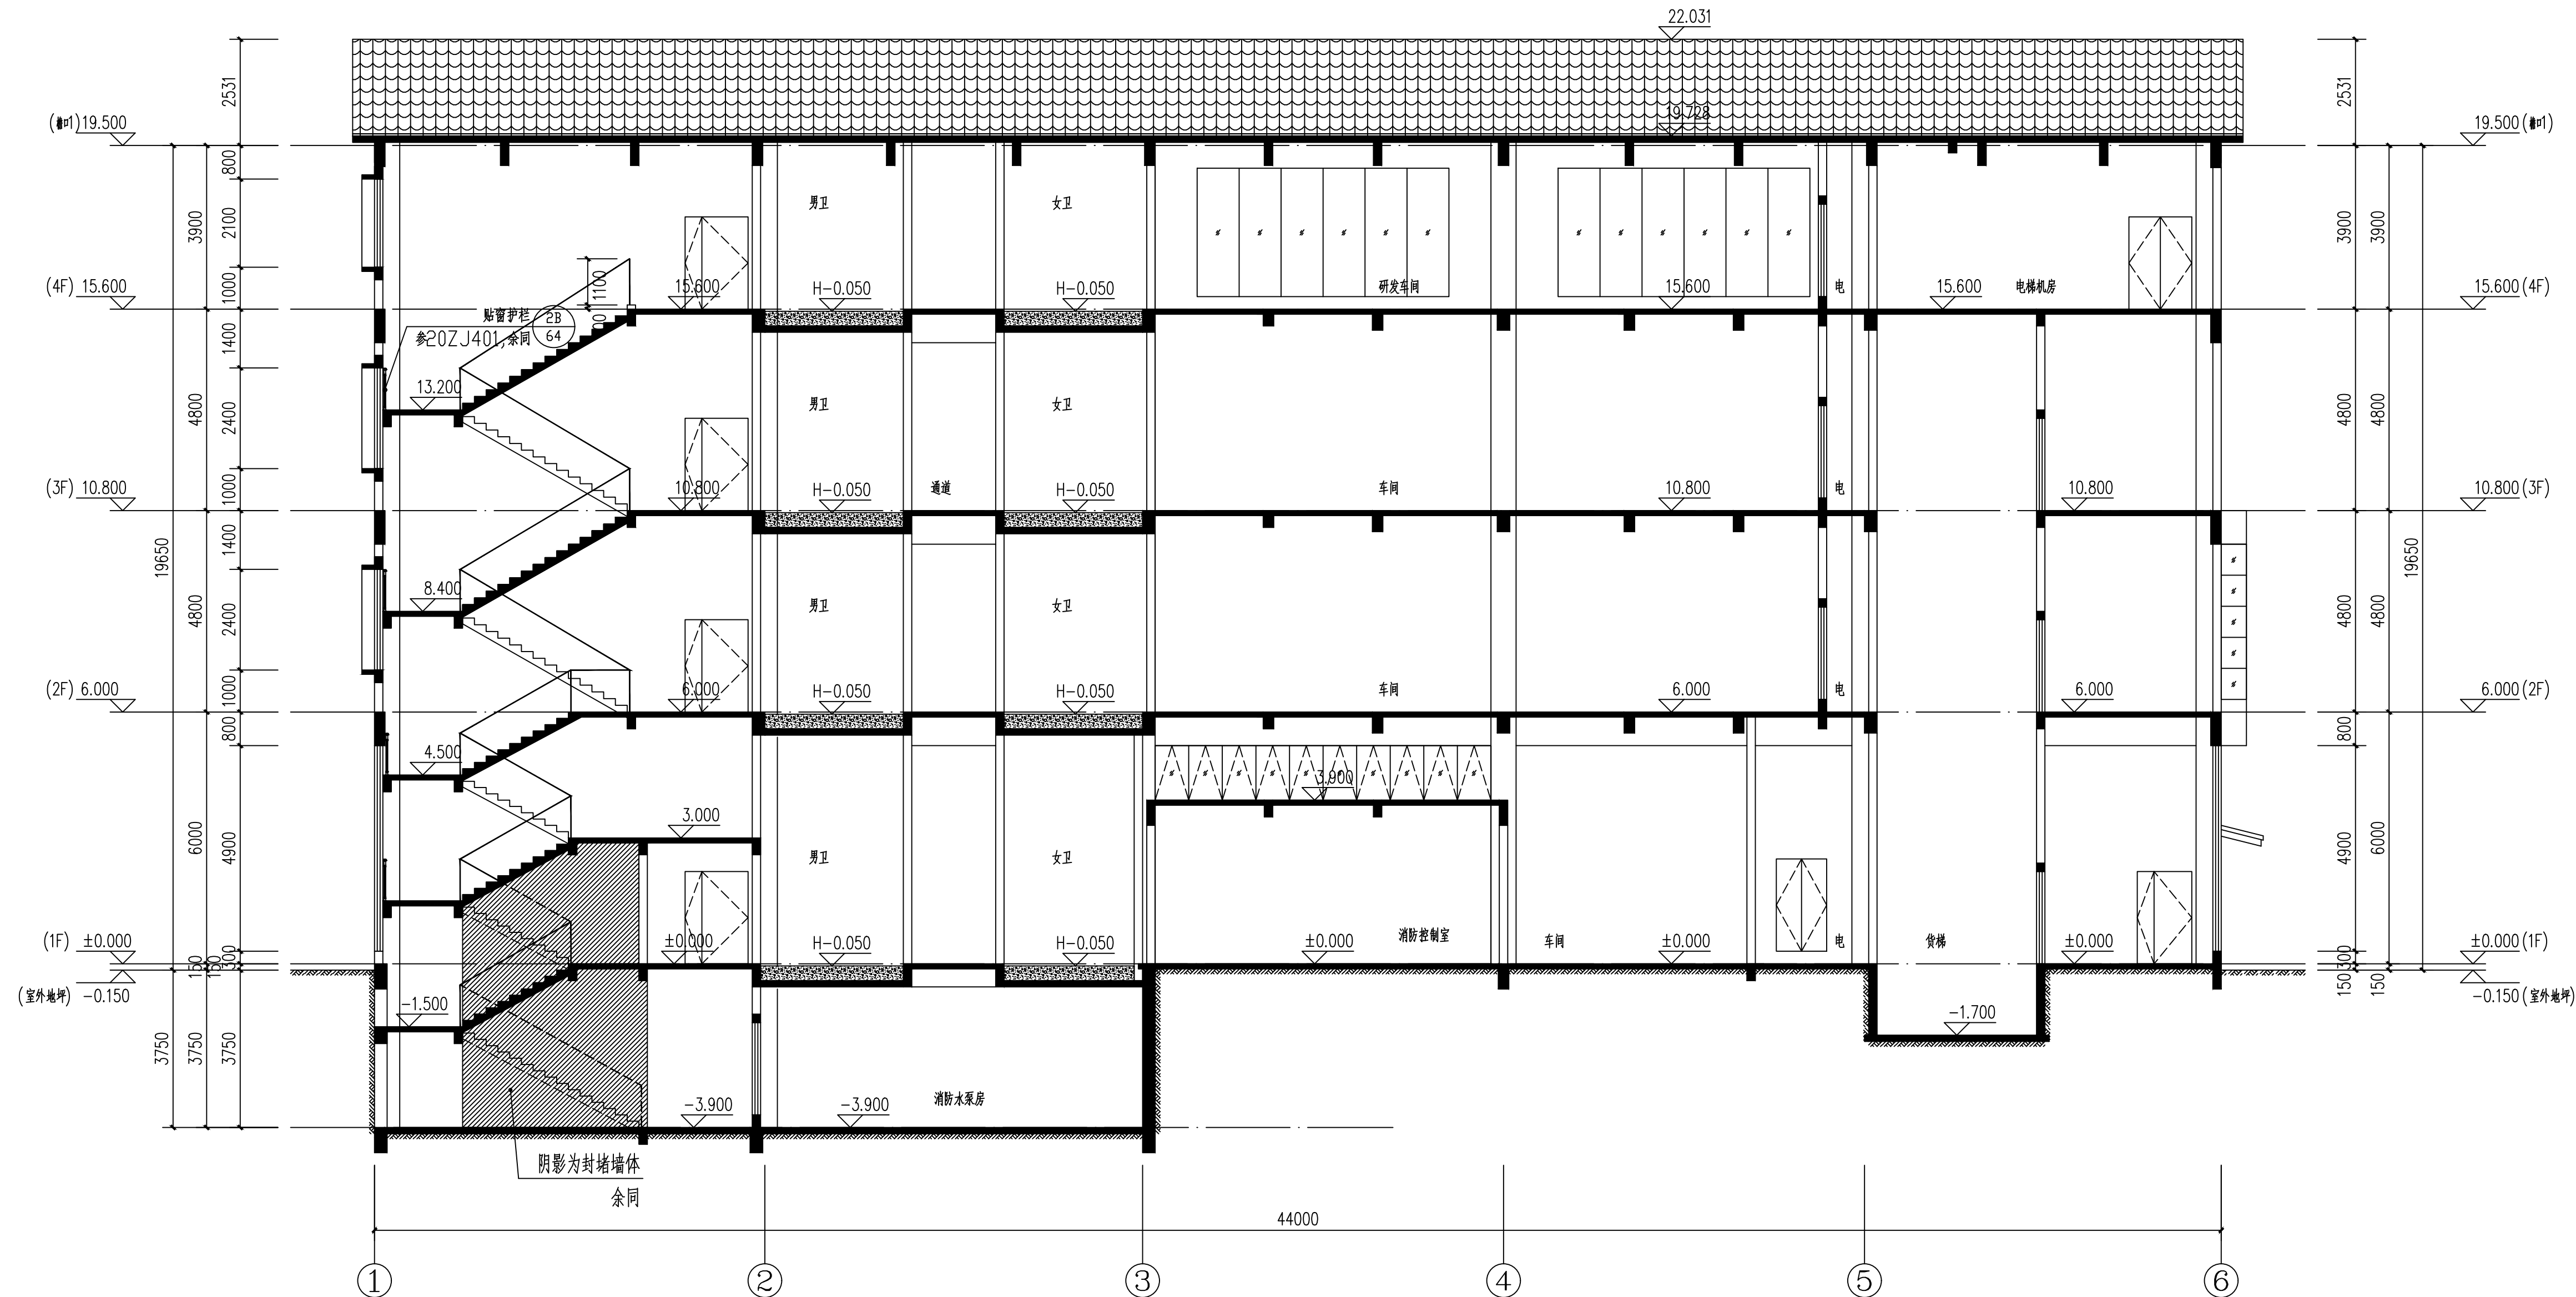 22.031
2531
2531
19.728
(檐口1) 19.500
19.500 (檐口1)
800
男卫
女卫
3900
2100
3900
3900
1100
1000
(4F) 15.600
15.600
H-0.050
H-0.050
研发车间
15.600
电
15.600
电梯机房
15.600 (4F)
贴窗护栏
2B
参20ZJ401,余同
64
1400
13.200
男卫
女卫
4800
2400
4800
4800
1000
(3F) 10.800
10.800
H-0.050
通道
H-0.050
车间
10.800
电
10.800
10.800 (3F)
19650
1400
19650
8.400
男卫
女卫
4800
2400
4800
4800
1000
(2F) 6.000
6.000
H-0.050
H-0.050
车间
6.000
电
6.000
6.000 (2F)
800
800
4.500
3.900
3.000
6000
4900
男卫
女卫
4900
6000
(1F) ±0.000
±0.000
H-0.050
H-0.050
±0.000
消防控制室
车间
±0.000
电
货梯
±0.000
±0.000 (1F)
150
150
300
300
150
150
(室外地坪) -0.150
-0.150 (室外地坪)
-1.500
-1.700
3750
3750
3750
-3.900
-3.900
消防水泵房
阴影为封堵墙体
余同
44000
1
2
3
4
5
6